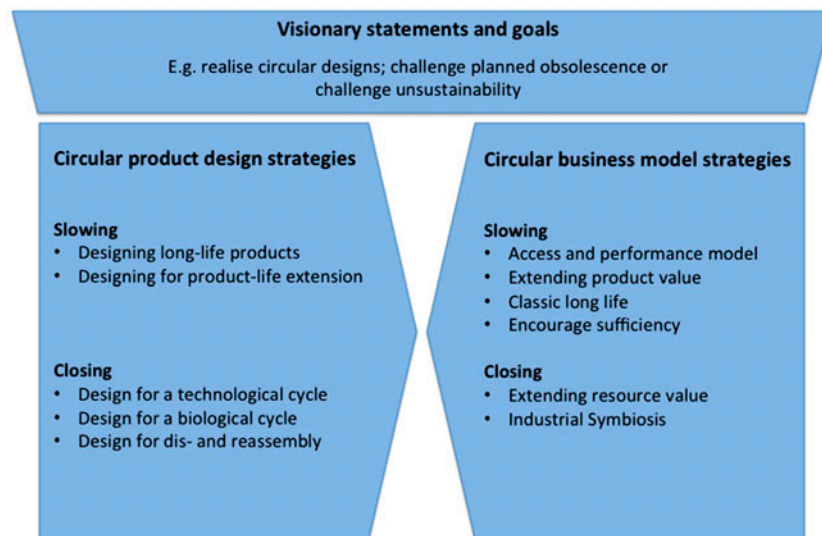 Visionary statements and goals
E.g. realise circular designs; challenge planned obsolescence or
challenge unsustainability
Circular product design strategies
Slowing
• Designing long-life products
• Designing for product-life extension
Closing
• Design for a technological cycle
• Design for a biological cycle
• Design for dis- and reassembly
Circular business model strategies
Slowing
• Access and performance model
• Extending product value
• Classic long life
• Encourage sufficiency
Closing
• Extending resource value
• Industrial Symbiosis